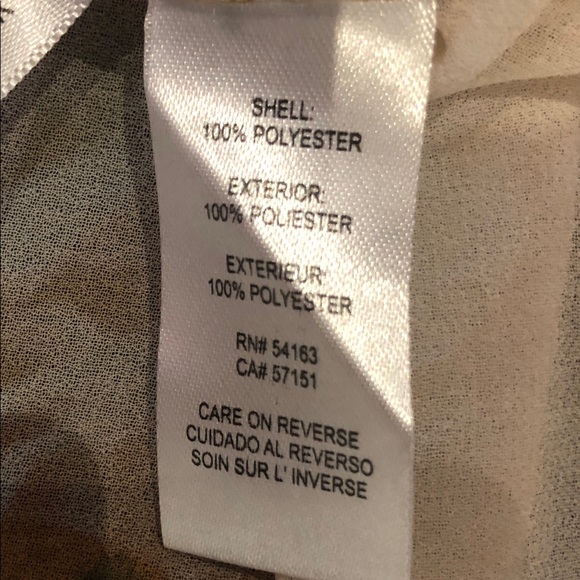 SHELL:
100% POLYESTER
EXTERIOR:
100% POLIESTER
EXTERIEUR:
100% POLYESTER
RN# 54163
CA# 57151
CARE ON REVERSE
CUIDADO AL REVERSO
SOIN SUR L' INVERSE